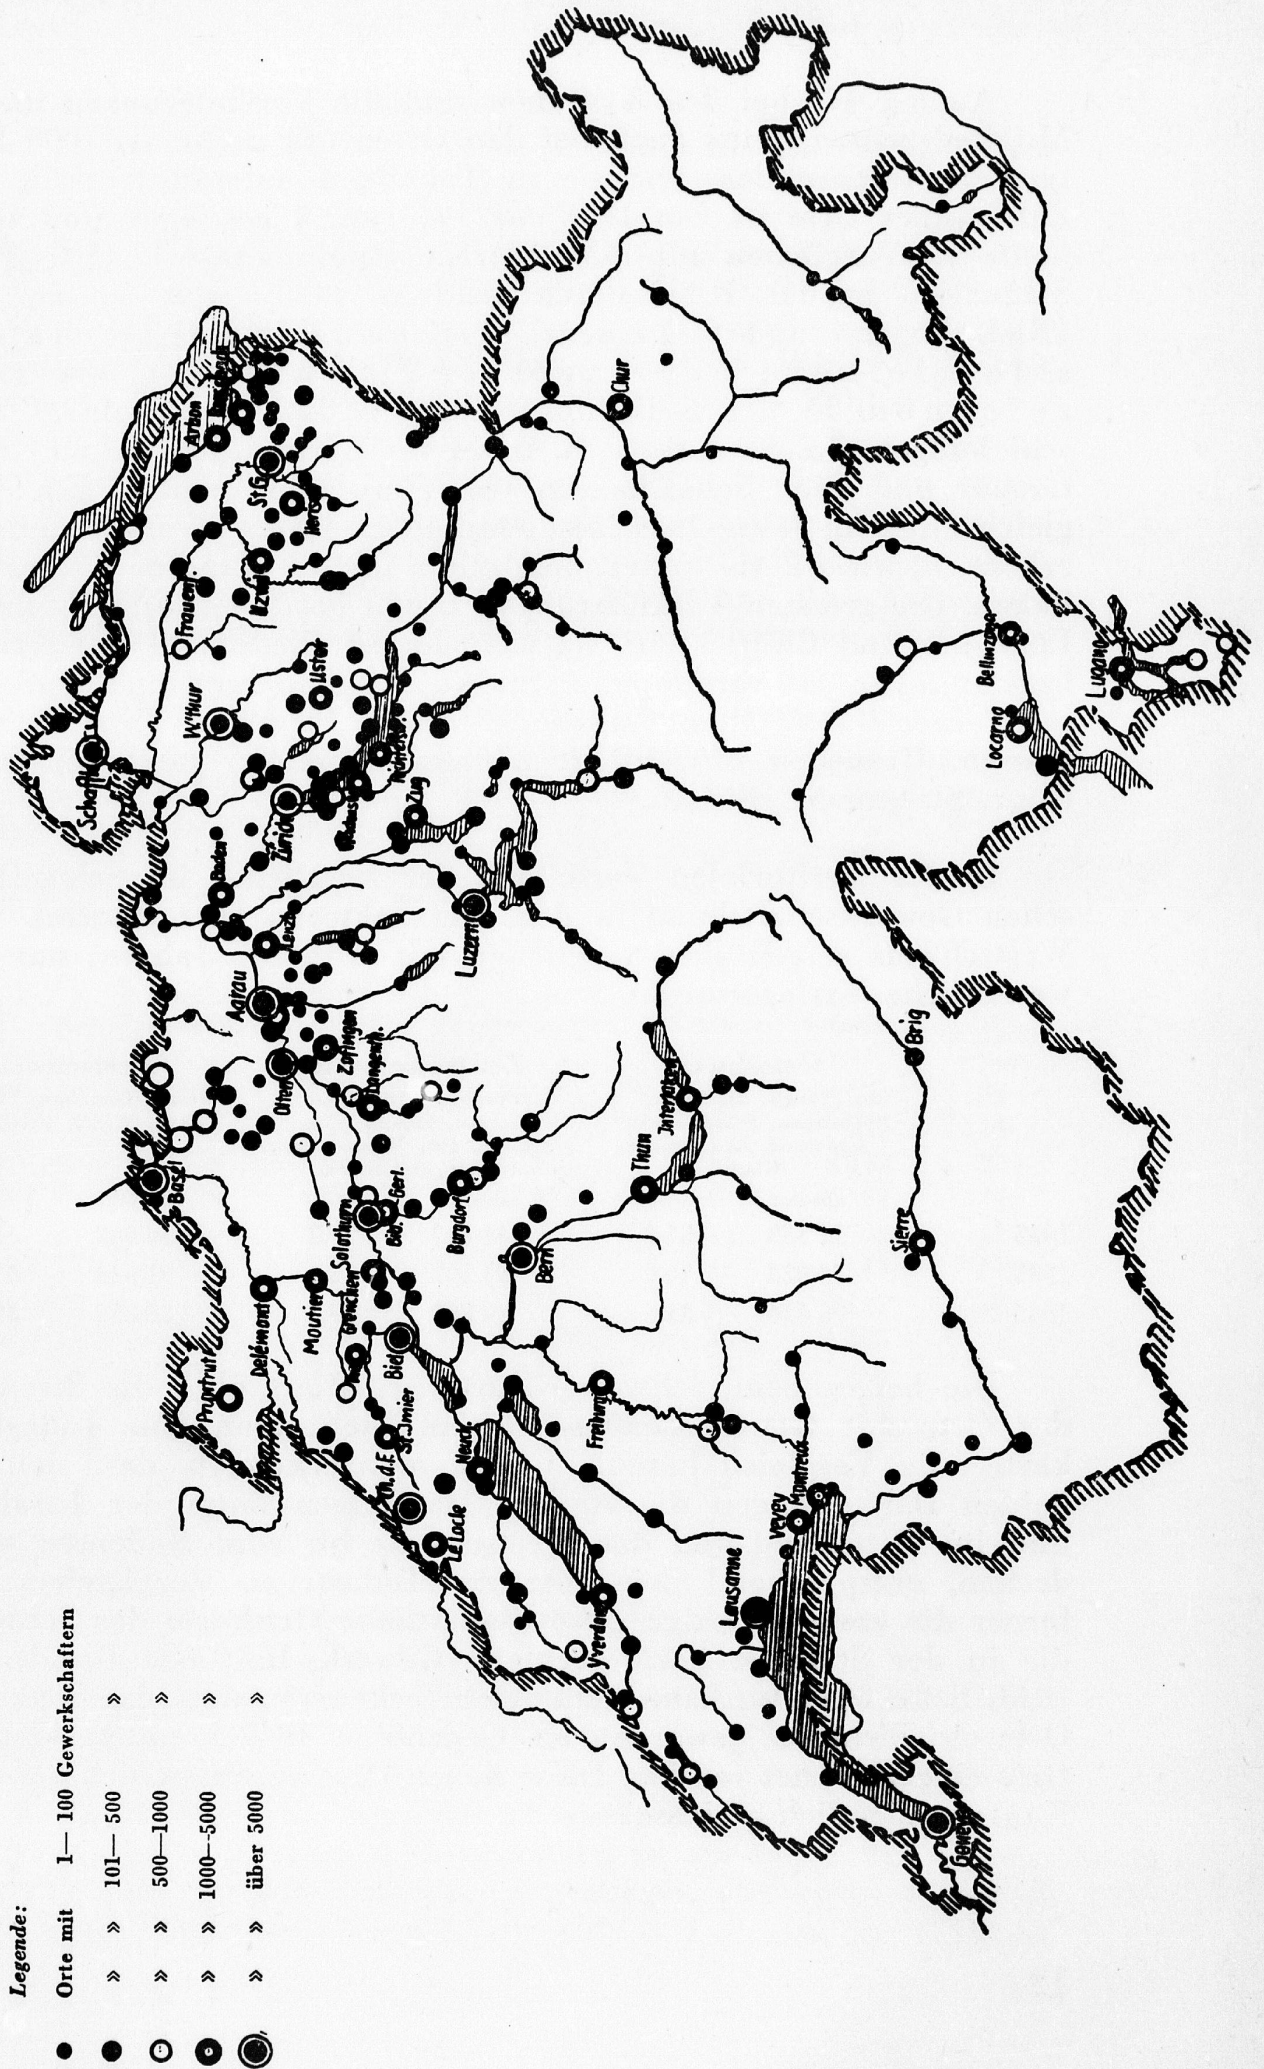 Legende:
Orte mit 1— 100 Gewerkschaftern
» » 101— 500 »
» » 500—1000 »
» » 1000—5000 »
» » über 5000 »
Schaffh.
Basel
Pruntrut
Delémont
Moutier
Grenchen
Solothurn
Bib.
Gerl.
Biel
St. Imier
Ch.d.F.
Le Locle
Neuch.
Yverdon
Lausanne
Vevey
Montreux
Geneve
Freiburg
Bern
Burgdorf
Thun
Interlaken
Langenth.
Zofingen
Olten
Aarau
Lenzb.
Baden
Zürich
W'thur
Uster
Frauenf.
Uzwil
St.G.
Arbon
Zug
Luzern
Chur
Brig
Sierre
Bellinzona
Locarno
Lugano